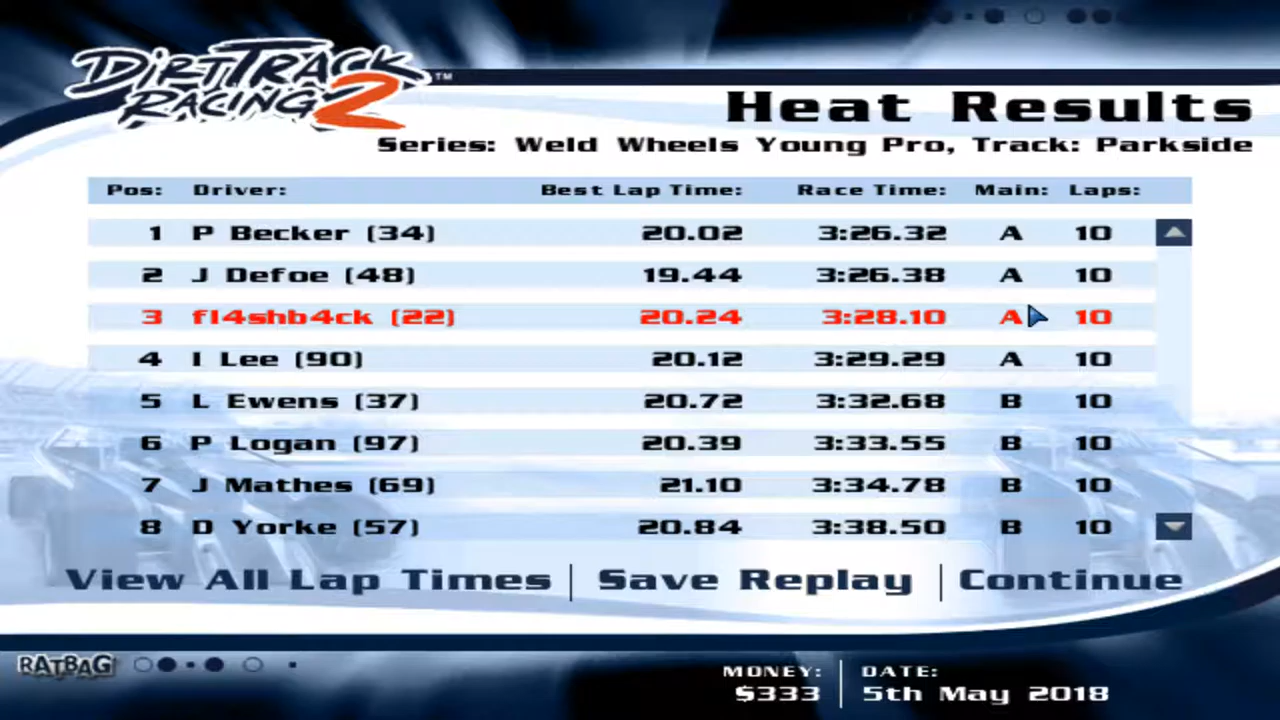 DIRT TRACK RACING 2 ™
Heat Results
Series: Weld Wheels Young Pro, Track: Parkside
Pos: Driver: Best Lap Time: Race Time: Main: Laps:
1 P Becker (34) 20.02 3:26.32 A 10
2 J Defoe (48) 19.44 3:26.38 A 10
3 fl4shb4ck (22) 20.24 3:28.10 A 10
4 I Lee (90) 20.12 3:29.29 A 10
5 L Ewens (37) 20.72 3:32.68 B 10
6 P Logan (97) 20.39 3:33.55 B 10
7 J Mathes (69) 21.10 3:34.78 B 10
8 D Yorke (57) 20.84 3:38.50 B 10
View All Lap Times | Save Replay | Continue
RATBAG
MONEY: DATE:
$333 5th May 2018